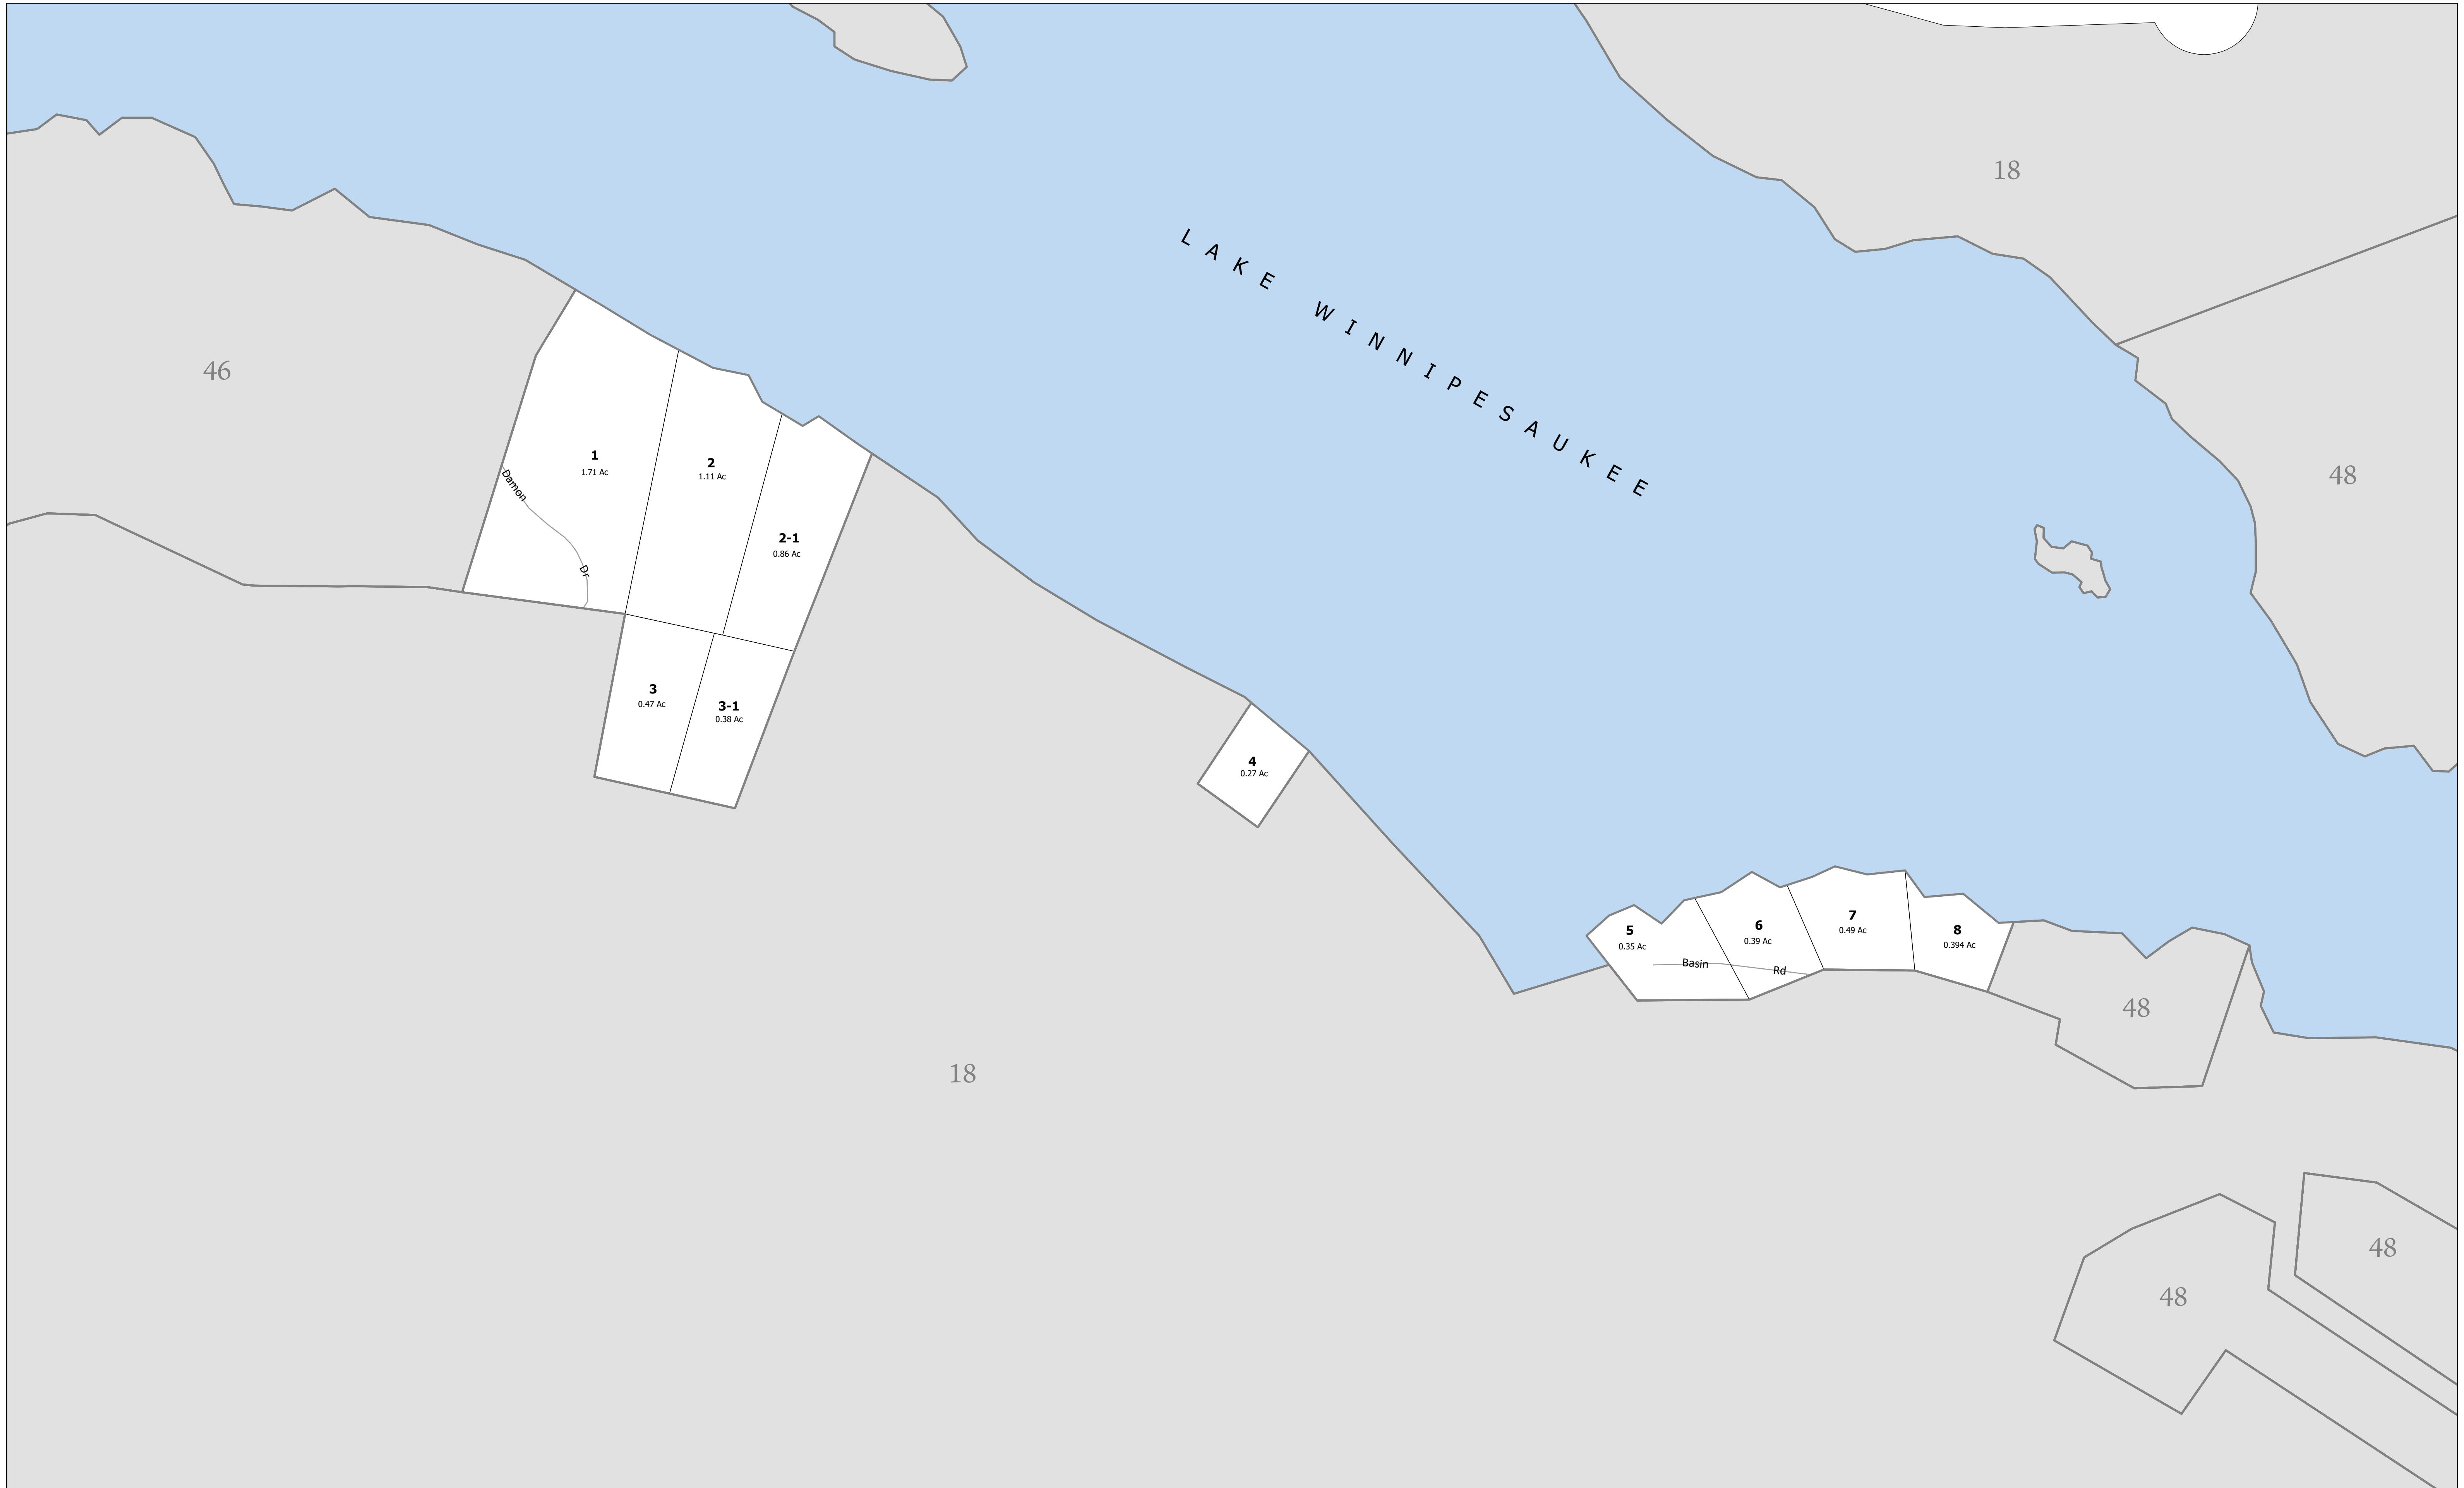 18
LAKE WINNIPESAUKEE
46
1
1.71 Ac
2
1.11 Ac
48
Damon
Dr
2-1
0.86 Ac
3
0.47 Ac
3-1
0.38 Ac
4
0.27 Ac
5
0.35 Ac
6
0.39 Ac
7
0.49 Ac
8
0.394 Ac
Basin
Rd
48
18
48
48